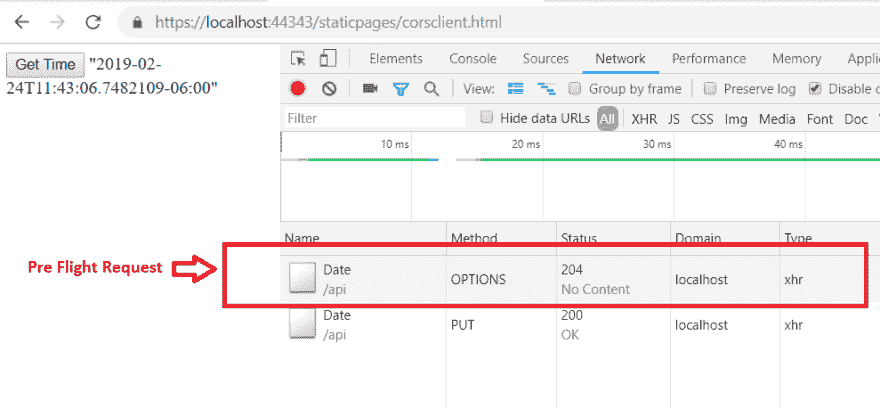 https://localhost:44343/staticpages/corsclient.html
Get Time "2019-02-
24T11:43:06.7482109-06:00"
Elements Console Sources Network Performance Memory Applic
View: Group by frame Preserve log Disable c
Filter Hide data URLs All XHR JS CSS Img Media Font Doc
10 ms 20 ms 30 ms 40 ms
Name Method Status Domain Type
Pre Flight Request
Date OPTIONS 204 localhost xhr
/api No Content
Date PUT 200 localhost xhr
/api OK